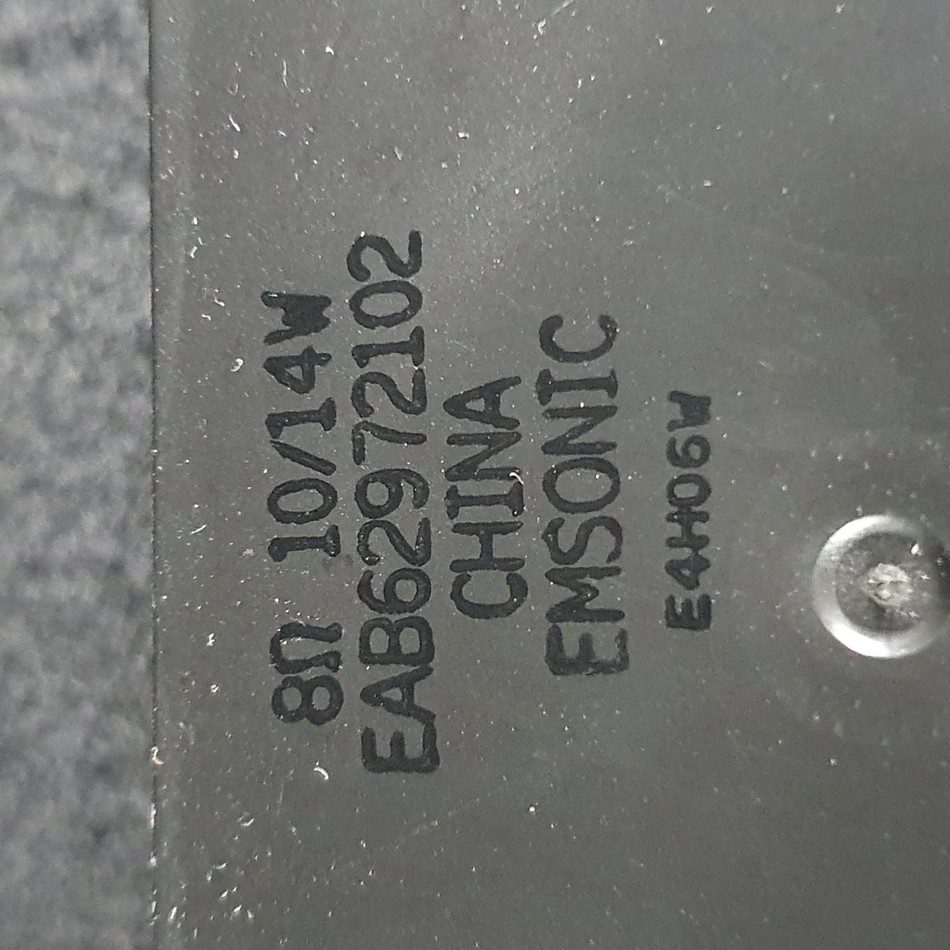 8Ω 10/14W
EAB62972102
CHINA
EMSONIC
E4H06W